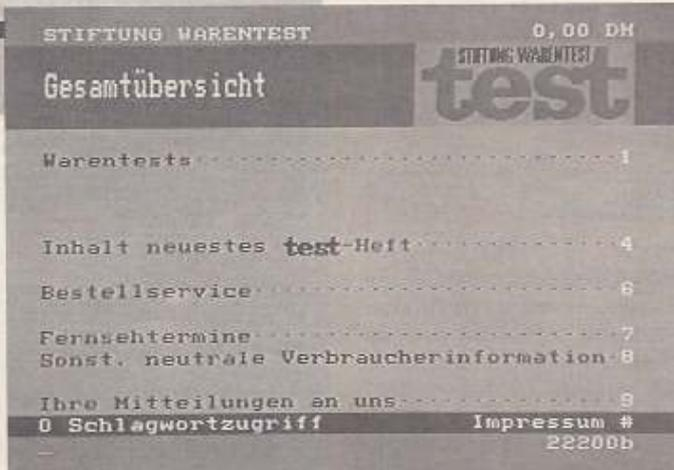 STIFTUNG WARENTEST 0,00 DM
STIFTUNG WARENTEST
Gesamtübersicht test
Warentests 1
Inhalt neuestes test-Heft 4
Bestellservice 6
Fernsehtermine 7
Sonst. neutrale Verbraucherinformation 8
Ihre Mitteilungen an uns 9
0 Schlagwortzugriff Impressum #
22200b